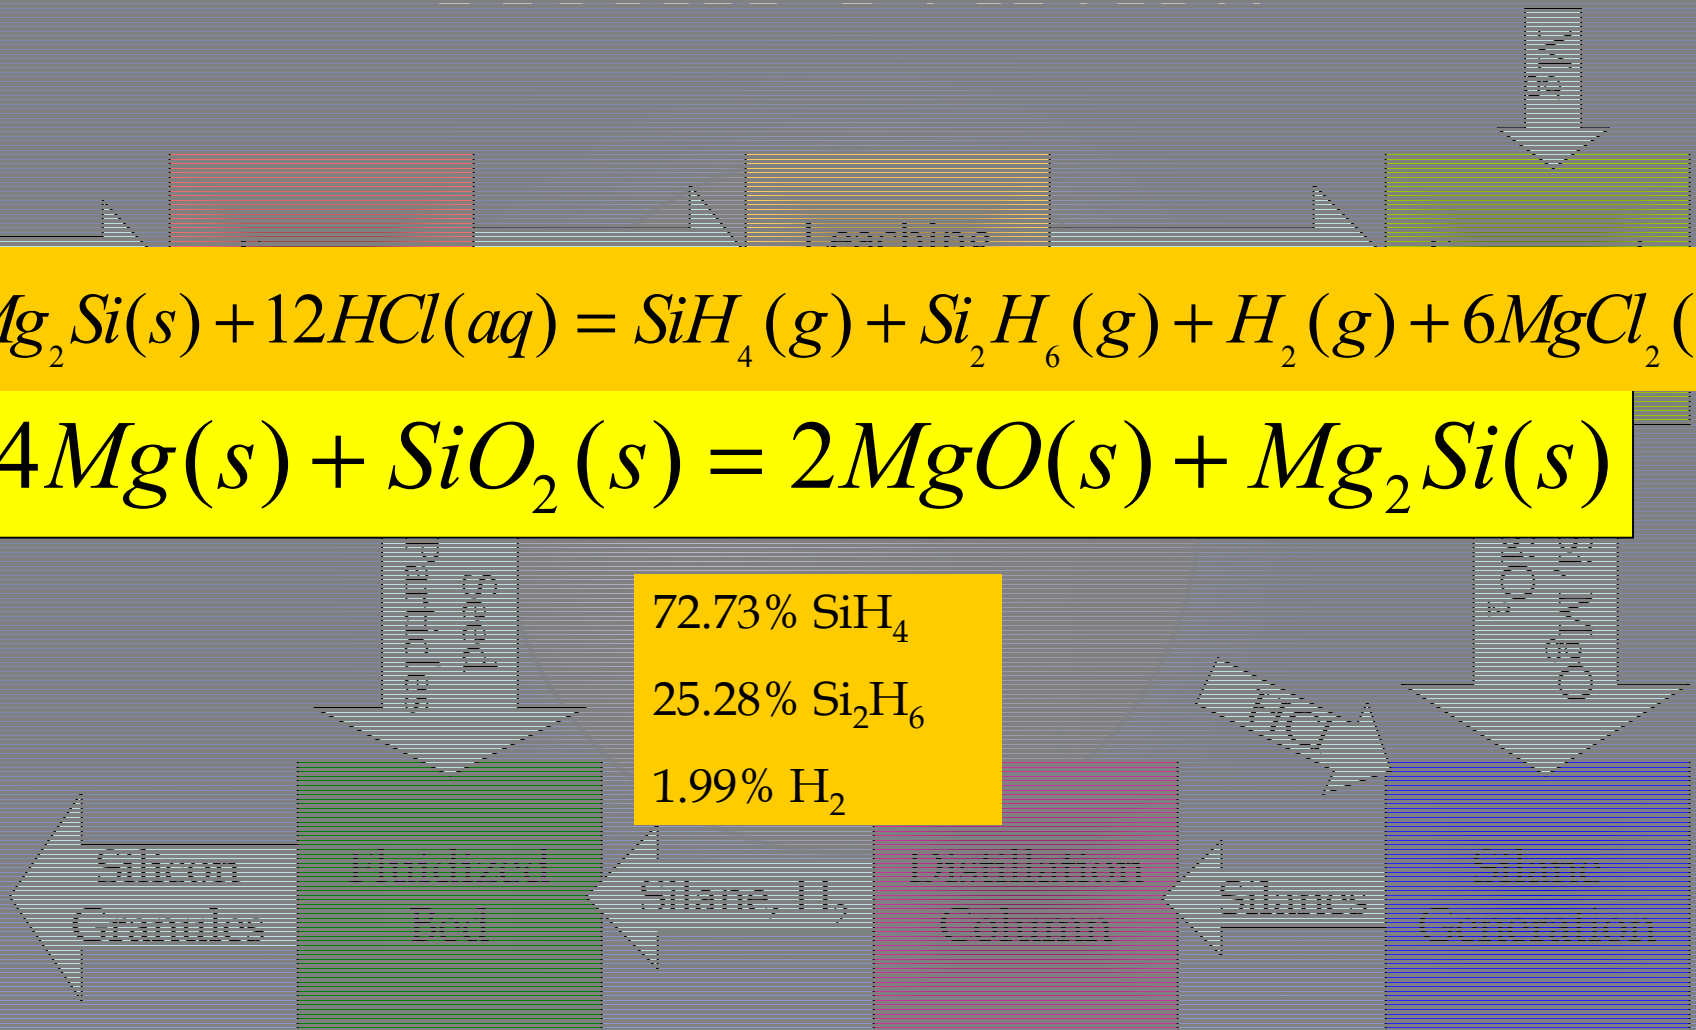 Mg
Leaching
Mg₂Si(s) + 12HCl(aq) = SiH₄(g) + Si₂H₆(g) + H₂(g) + 6MgCl₂(
4Mg(s) + SiO₂(s) = 2MgO(s) + Mg₂Si(s)
Seed
72.73% SiH₄
25.28% Si₂H₆
1.99% H₂
HCl
Silicon
Granules
Fluidized
Bed
Silane, H₂
Distillation
Column
Silanes
Silane
Generation